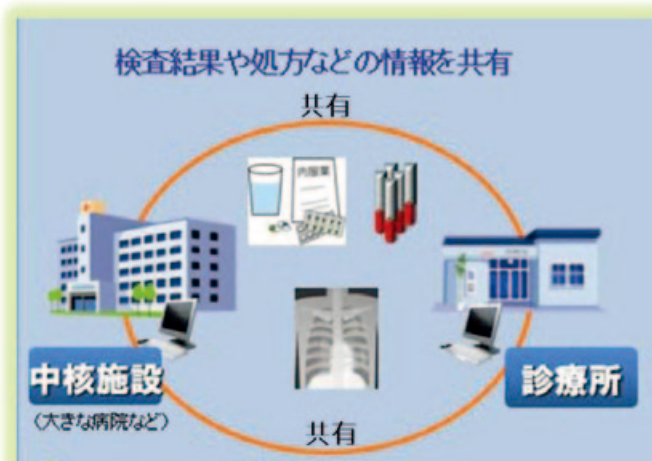 検査結果や処方などの情報を共有
共有
内服薬
中核施設
（大きな病院など）
診療所
共有